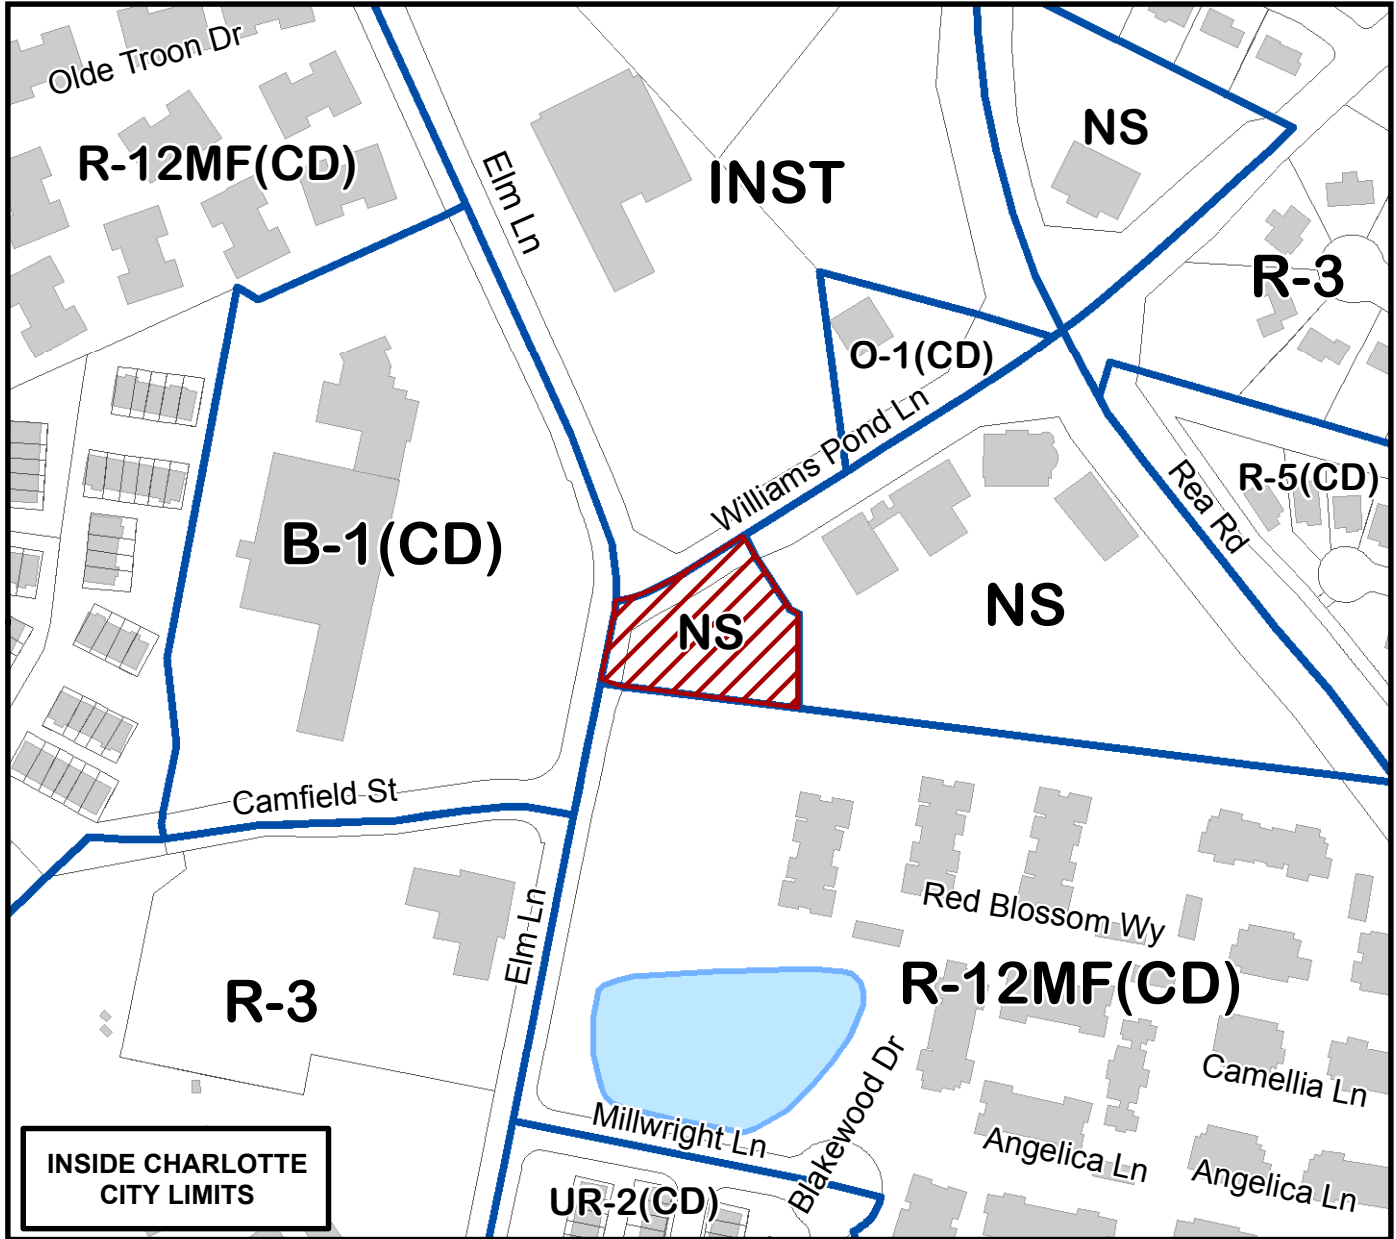 Olde Troon Dr
R-12MF(CD)
Elm Ln
INST
NS
R-3
O-1(CD)
Williams Pond Ln
Rea Rd
R-5(CD)
B-1(CD)
NS
NS
Camfield St
Elm Ln
R-3
Red Blossom Wy
R-12MF(CD)
Camellia Ln
Blakewood Dr
Millwright Ln
Angelica Ln
Angelica Ln
UR-2(CD)
INSIDE CHARLOTTE
CITY LIMITS